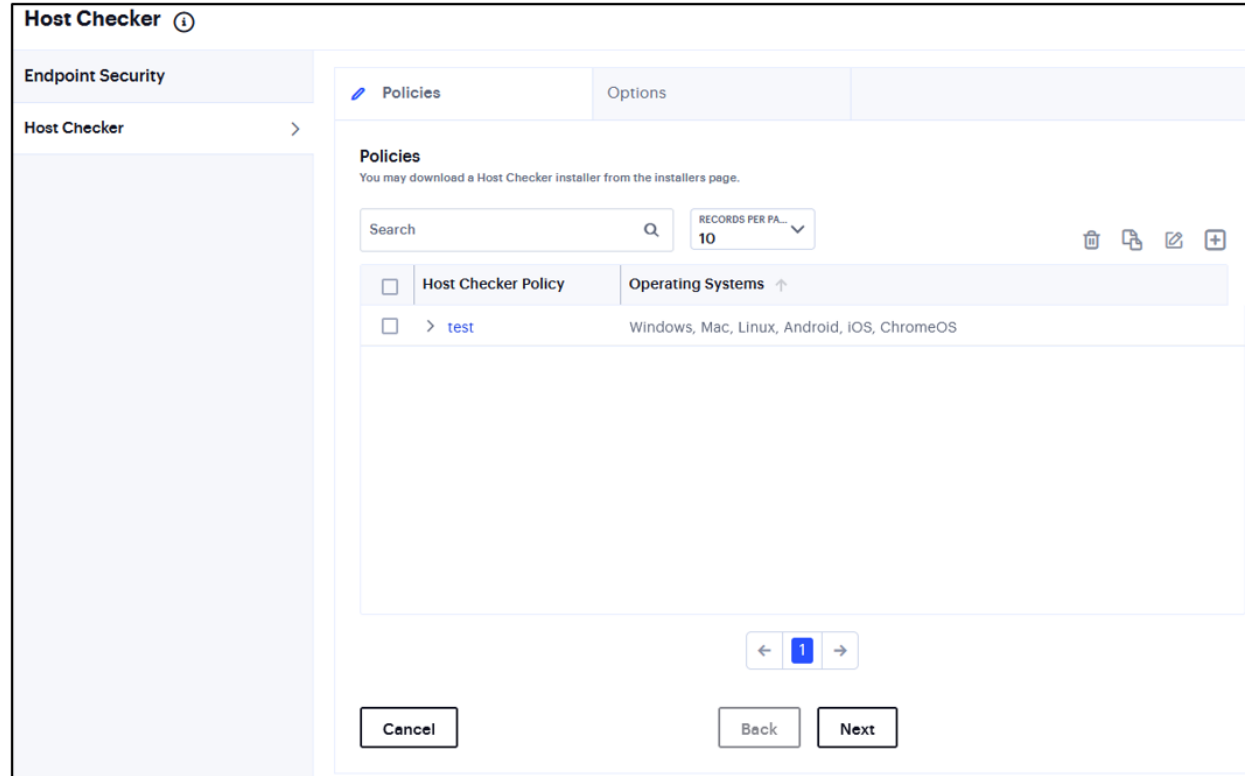 Host Checker
Endpoint Security
Host Checker
Policies
Options
Policies
You may download a Host Checker installer from the installers page.
Search
RECORDS PER PA...
10
Host Checker Policy
Operating Systems
test
Windows, Mac, Linux, Android, iOS, ChromeOS
1
Cancel
Back
Next